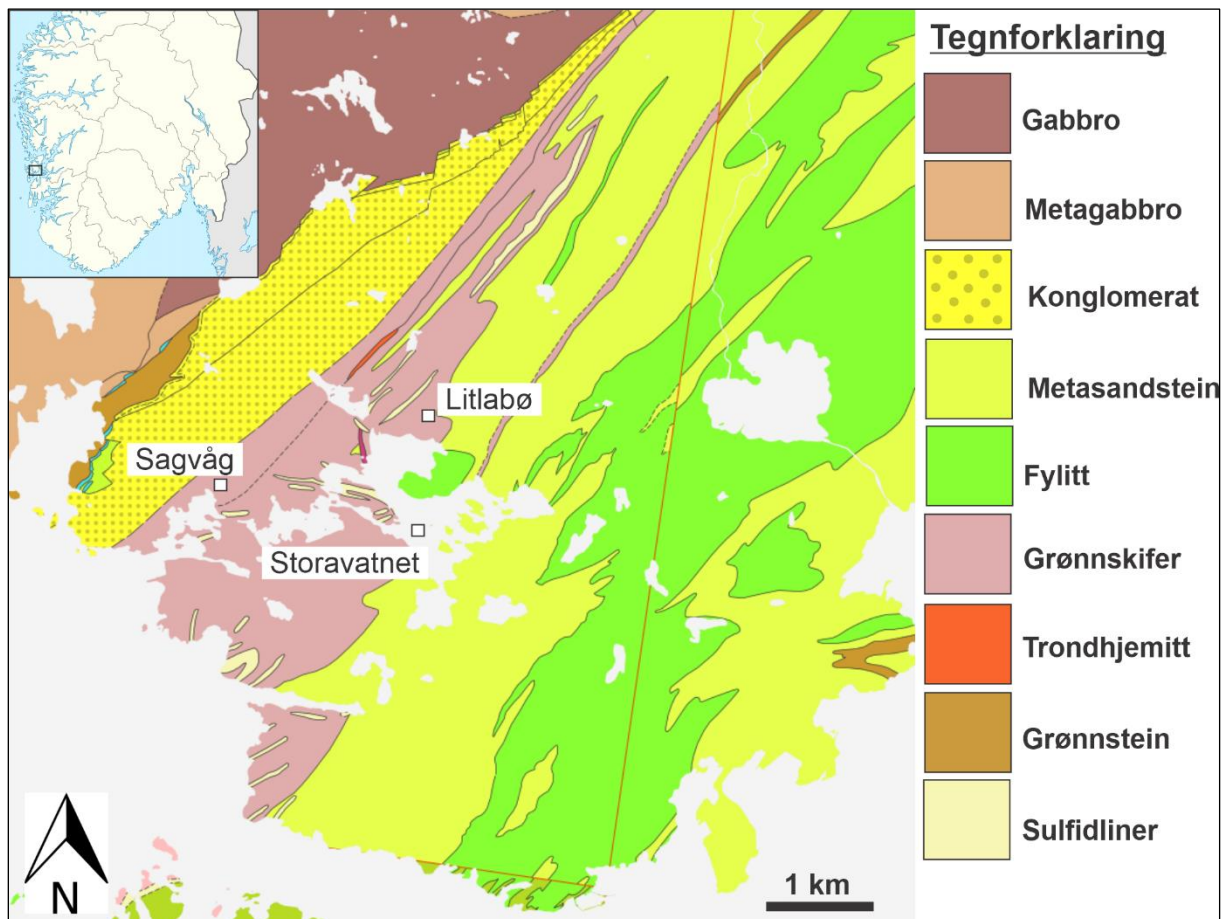 Tegnforklaring
Gabbro
Metagabbro
Konglomerat
Metasandstein
Fylitt
Grønnskifer
Trondhjemitt
Grønnstein
Sulfidliner
Litlabø
Sagvåg
Storavatnet
N
1 km